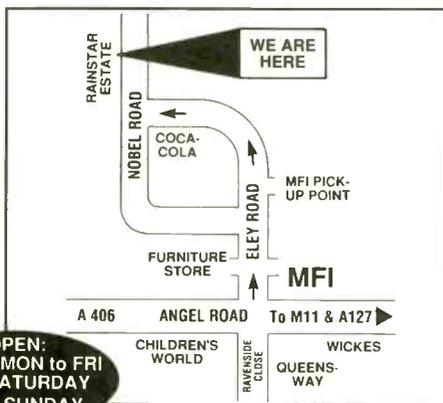 WE ARE
HERE
RAINSTAR
ESTATE
NOBEL ROAD
COCA-
COLA
ELEY ROAD
MFI PICK-
UP POINT
FURNITURE
STORE
MFI
A 406 ANGEL ROAD To M11 & A127
CHILDREN'S
WORLD
RAVENSIDE
CLOSE
WICKES
QUEENS-
WAY
OPEN:
MON to FRI
SATURDAY
SUNDAY